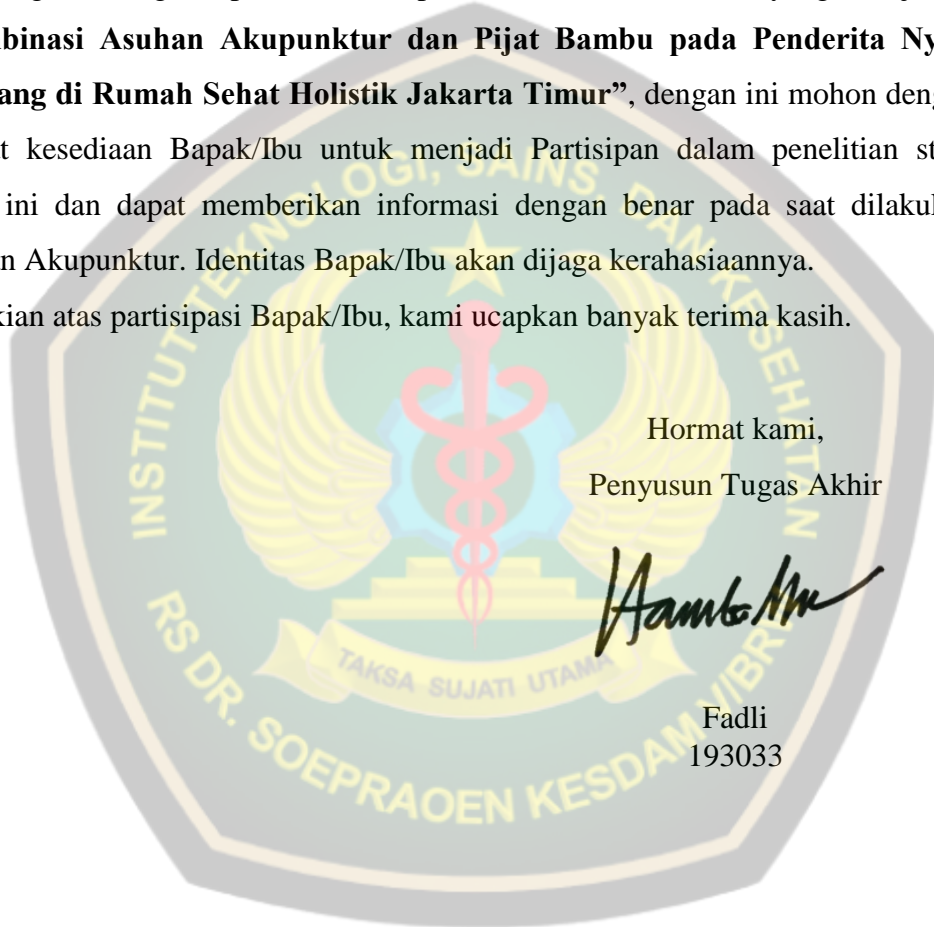 mbinasi Asuhan Akupunktur dan Pijat Bambu pada Penderita Ny
ang di Rumah Sehat Holistik Jakarta Timur”, dengan ini mohon deng
t kesediaan Bapak/Ibu untuk menjadi Partisipan dalam penelitian st
ini dan dapat memberikan informasi dengan benar pada saat dilakul
n Akupunktur. Identitas Bapak/Ibu akan dijaga kerahasiaannya.
kian atas partisipasi Bapak/Ibu, kami ucapkan banyak terima kasih.
Hormat kami,
Penyusun Tugas Akhir
Fadli
193033
INSTITUT TEKNOLOGI, SAINS, DAN KESEHATAN
TAKSA SUJATI UTAMA
RS DR. SOEPRAOEN KESDAM V/BR